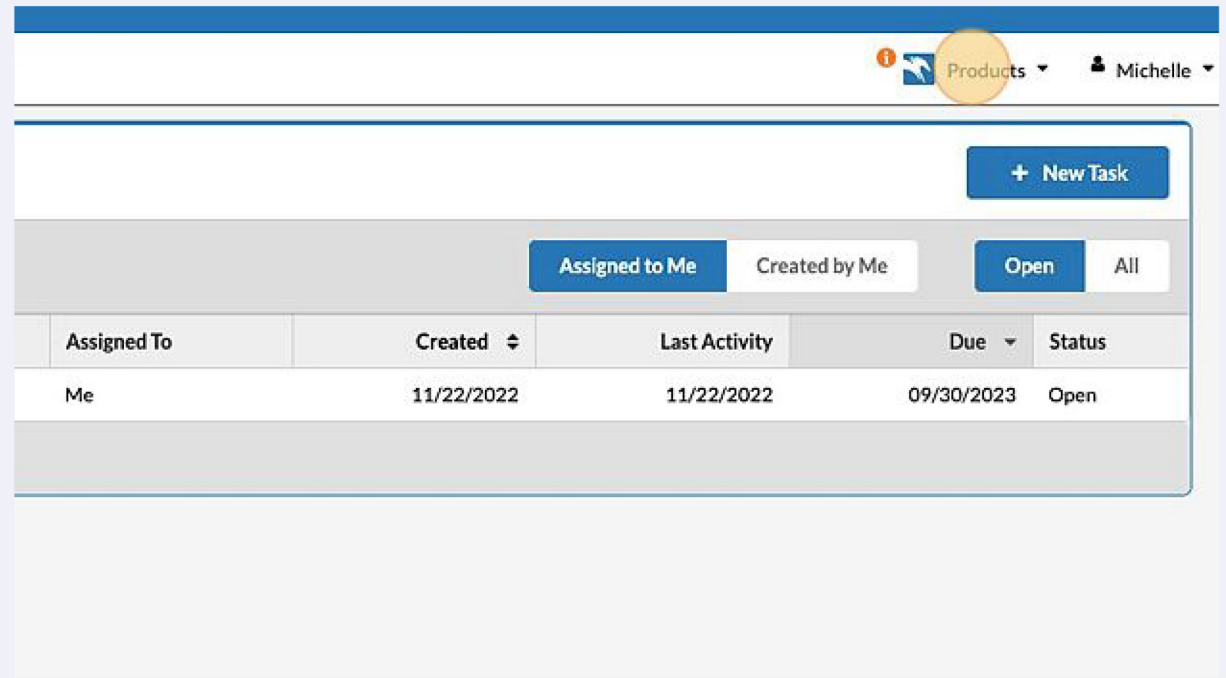 Products Michelle
+ New Task
Assigned to Me Created by Me Open All
Assigned To Created Last Activity Due Status
Me 11/22/2022 11/22/2022 09/30/2023 Open